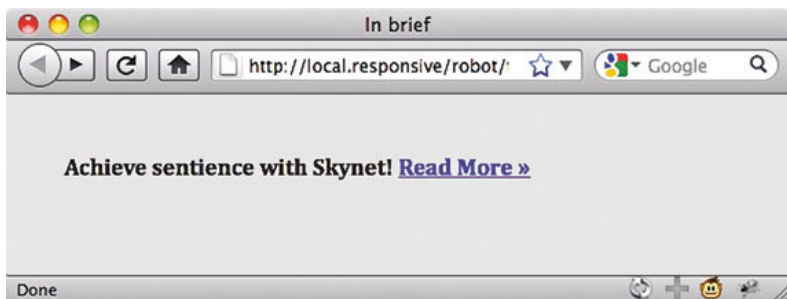 In brief
http://local.responsive/robot/
Google
Achieve sentience with Skynet! Read More »
Done